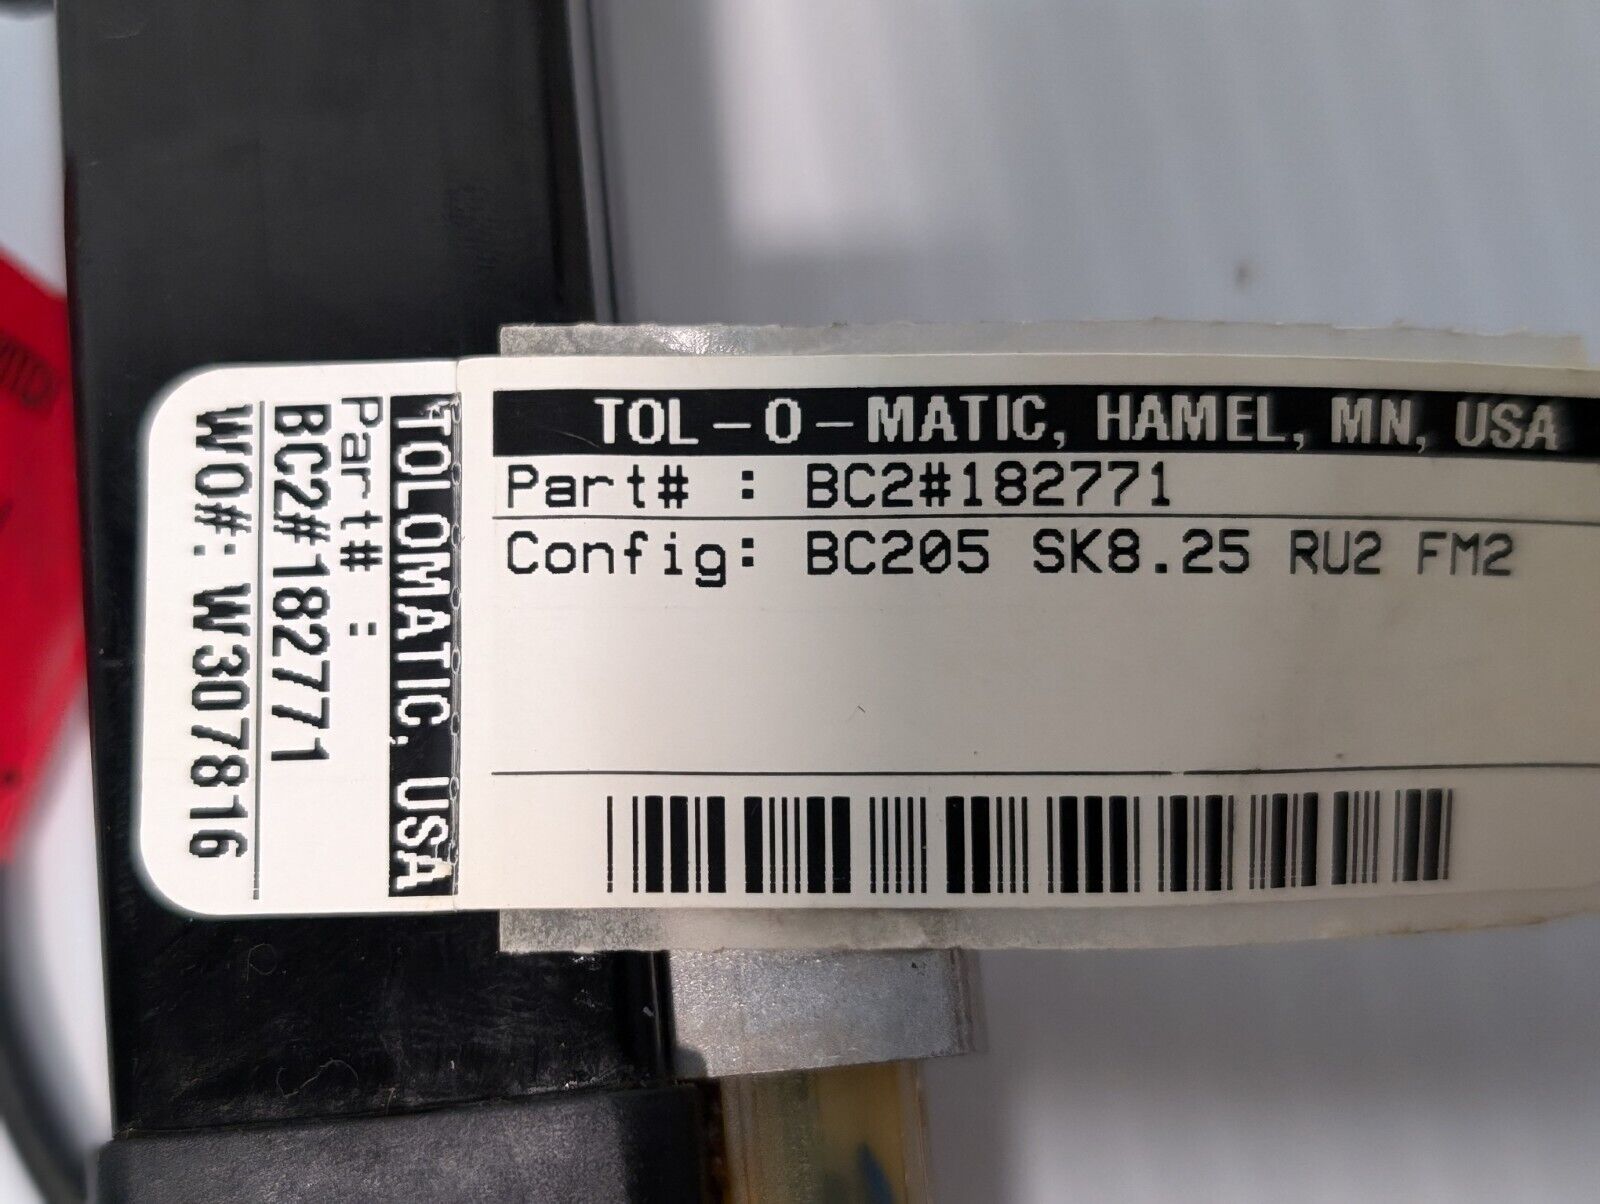 TOL-O-MATIC, HAMEL, MN, USA
Part# : BC2#182771
Config: BC205 SK8.25 RU2 FM2
TOLOMATIC, USA
Part# :
BC2#182771
WO#: W307816